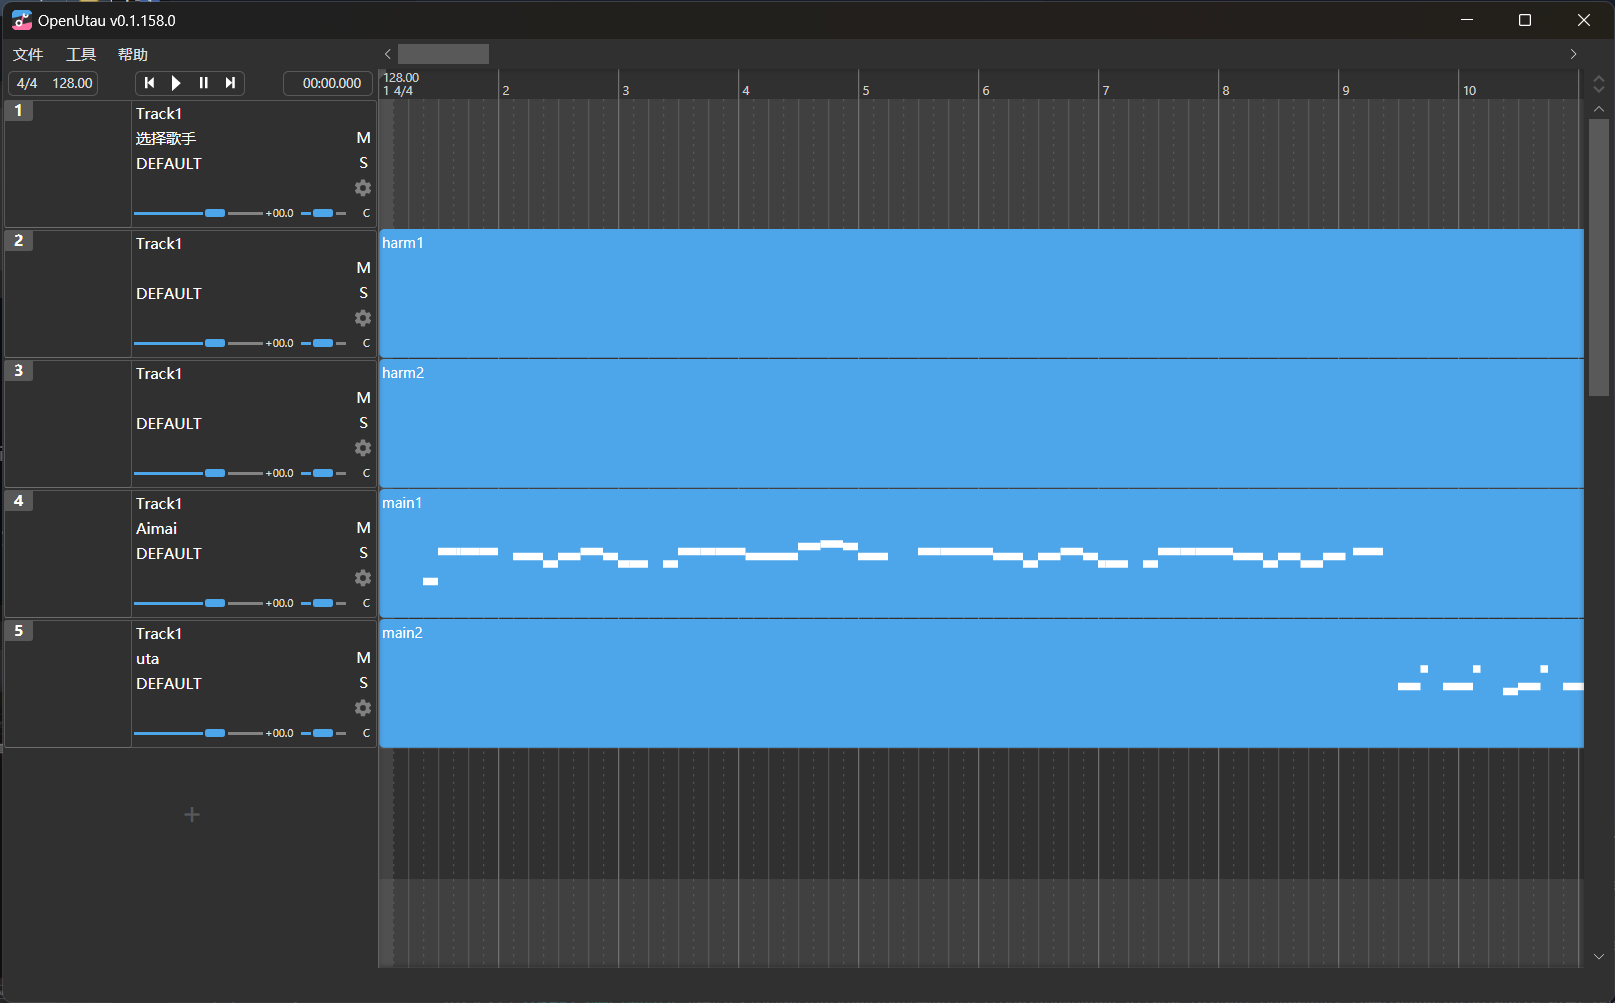 OpenUtau v0.1.158.0
文件 工具 帮助
4/4 128.00 00:00.000
128.00
1 4/4 2 3 4 5 6 7 8 9 10
1 Track1
选择歌手 M
DEFAULT S
+00.0 C
2 Track1 harm1
M
DEFAULT S
+00.0 C
3 Track1 harm2
M
DEFAULT S
+00.0 C
4 Track1 main1
Aimai M
DEFAULT S
+00.0 C
5 Track1 main2
uta M
DEFAULT S
+00.0 C